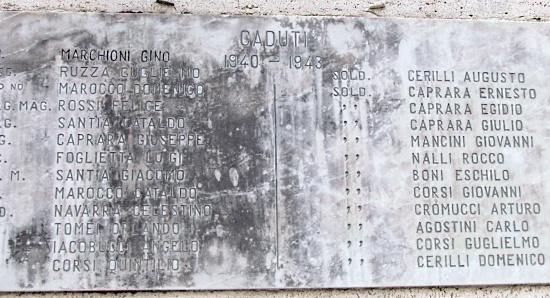 CADUTI
1940 – 1943
MARCHIONI GINO
RUZZA GUGLIELMO
MAROCCO DOMENICO
G. MAG. ROSSI FELICE
SANTIA CATALDO
CAPRARA GIUSEPPE
FOGLIETTA LUIGI
M. SANTIA GIACOMO
MAROCCO CATALDO
NAVARRA CELESTINO
TOMEI ORLANDO
IACOBUCCI ANGELO
CORSI QUINTILIO
SOLD. CERILLI AUGUSTO
SOLD. CAPRARA ERNESTO
,, CAPRARA EGIDIO
,, CAPRARA GIULIO
,, MANCINI GIOVANNI
,, NALLI ROCCO
,, BONI ESCHILO
,, CORSI GIOVANNI
,, CROMUCCI ARTURO
,, AGOSTINI CARLO
,, CORSI GUGLIELMO
,, CERILLI DOMENICO